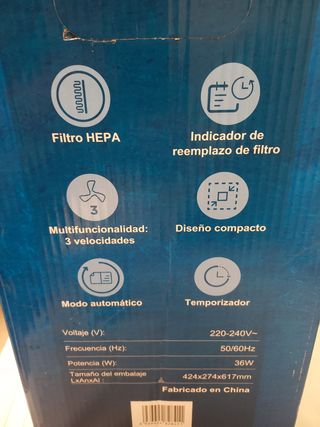 Filtro HEPA
Indicador de
reemplazo de filtro
3
Multifuncionalidad:
3 velocidades
Diseño compacto
Modo automático
Temporizador
Voltaje (V): 220-240V~
Frecuencia (Hz): 50/60Hz
Potencia (W): 36W
Tamaño del embalaje
LxAnxAl : 424x274x617mm
Fabricado en China